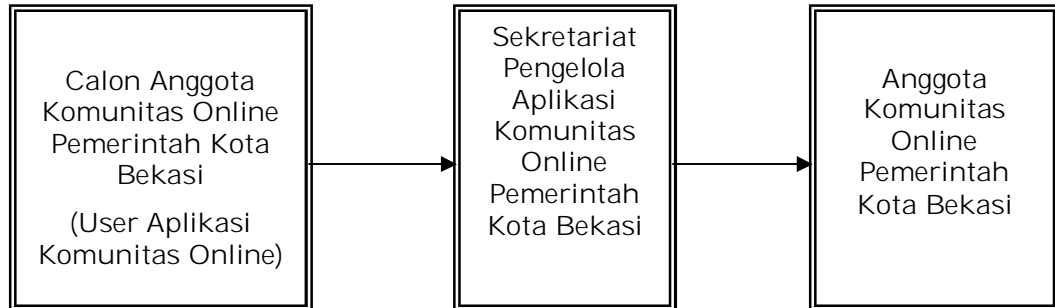 Calon Anggota
Komunitas Online
Pemerintah Kota
Bekasi
(User Aplikasi
Komunitas Online)
Sekretariat
Pengelola
Aplikasi
Komunitas
Online
Pemerintah
Kota Bekasi
Anggota
Komunitas
Online
Pemerintah
Kota Bekasi